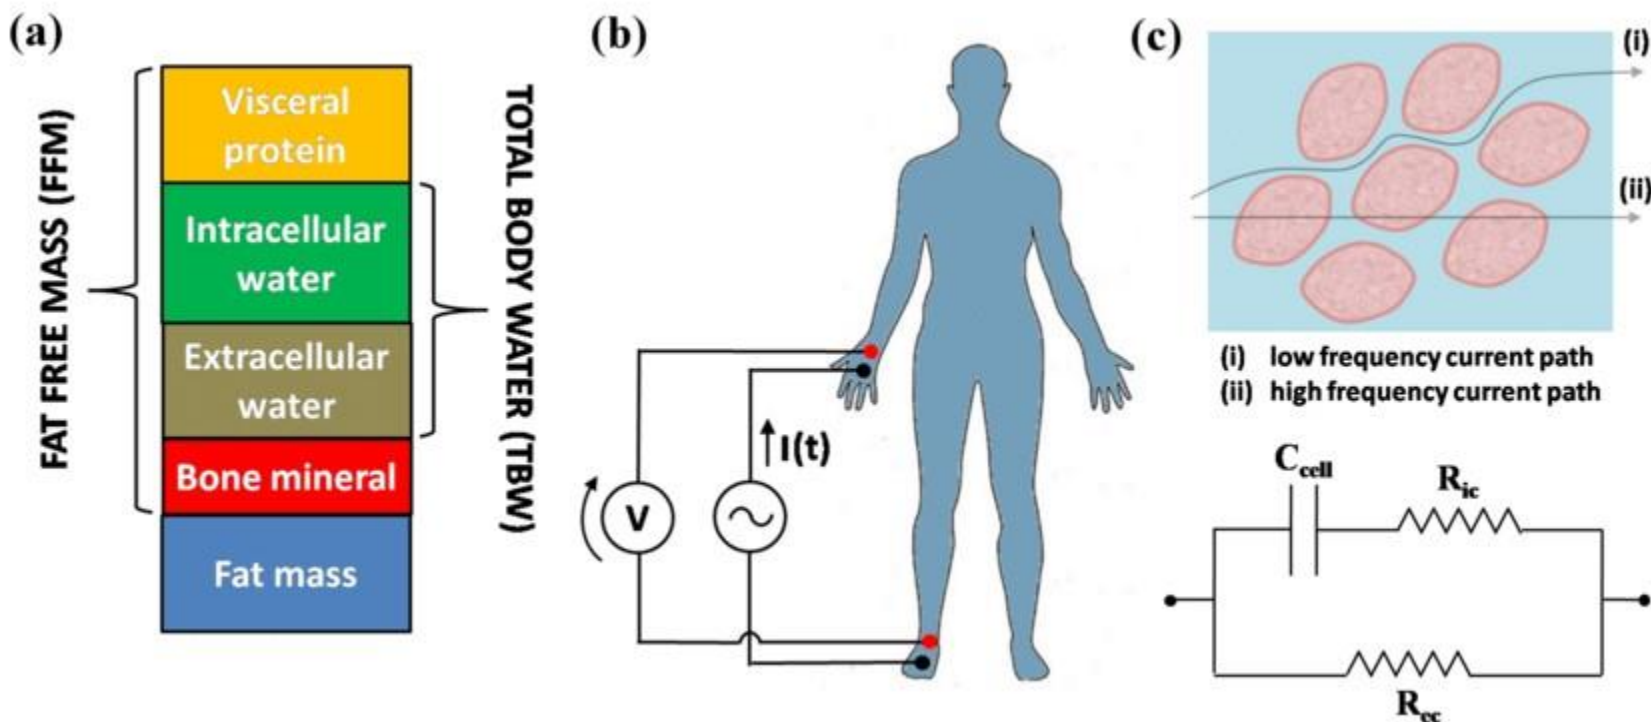 (a)
FAT FREE MASS (FFM)
Visceral
protein
Intracellular
water
Extracellular
water
Bone mineral
Fat mass
TOTAL BODY WATER (TBW)
(b)
I(t)
V
(c)
(i)
(ii)
(i) low frequency current path
(ii) high frequency current path
C_cell
R_ic
R_ec